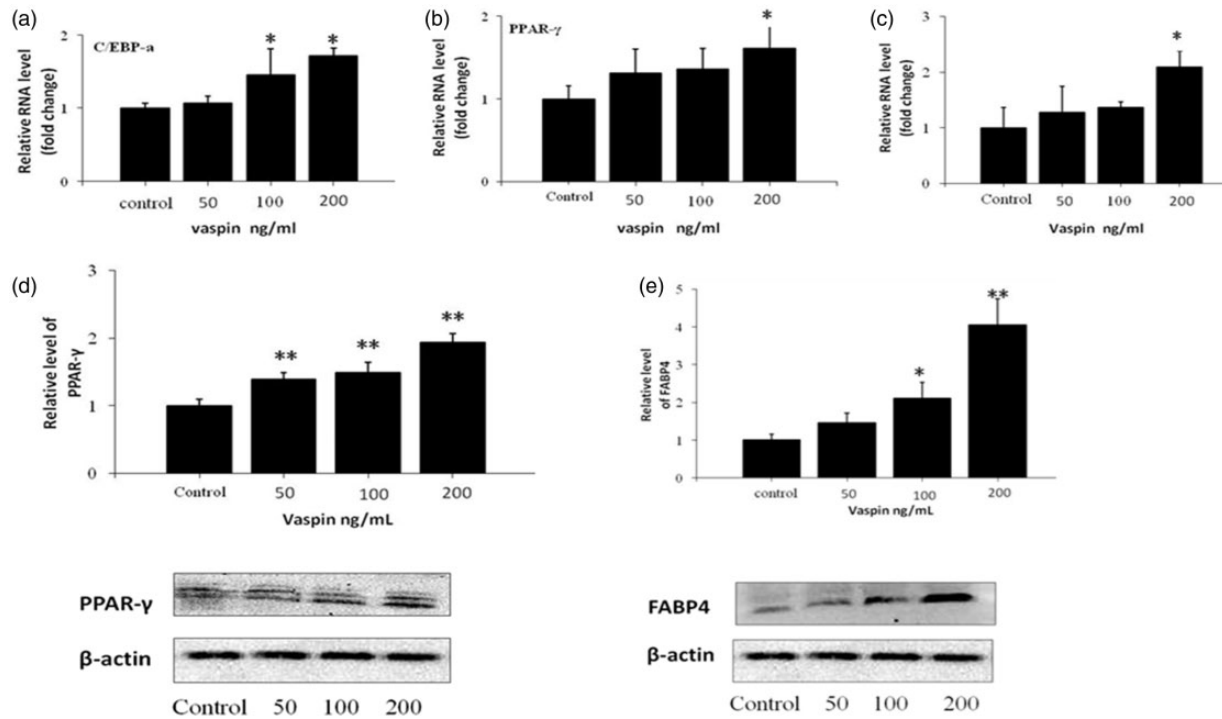 (a)
C/EBP-a
Relative RNA level
(fold change)
2
1
0
*
*
control 50 100 200
vaspin ng/ml
(b)
PPAR-γ
Relative RNA level
(fold change)
2
1
0
*
Control 50 100 200
vaspin ng/ml
(c)
Relative RNA level
(fold change)
3
2
1
0
*
Control 50 100 200
Vaspin ng/ml
(d)
Relative level of
PPAR-γ
3
2
1
0
**
**
**
Control 50 100 200
Vaspin ng/mL
(e)
Relative level
of FABP4
5
4
3
2
1
0
*
**
control 50 100 200
Vaspin ng/mL
PPAR-γ
β-actin
Control 50 100 200
FABP4
β-actin
Control 50 100 200